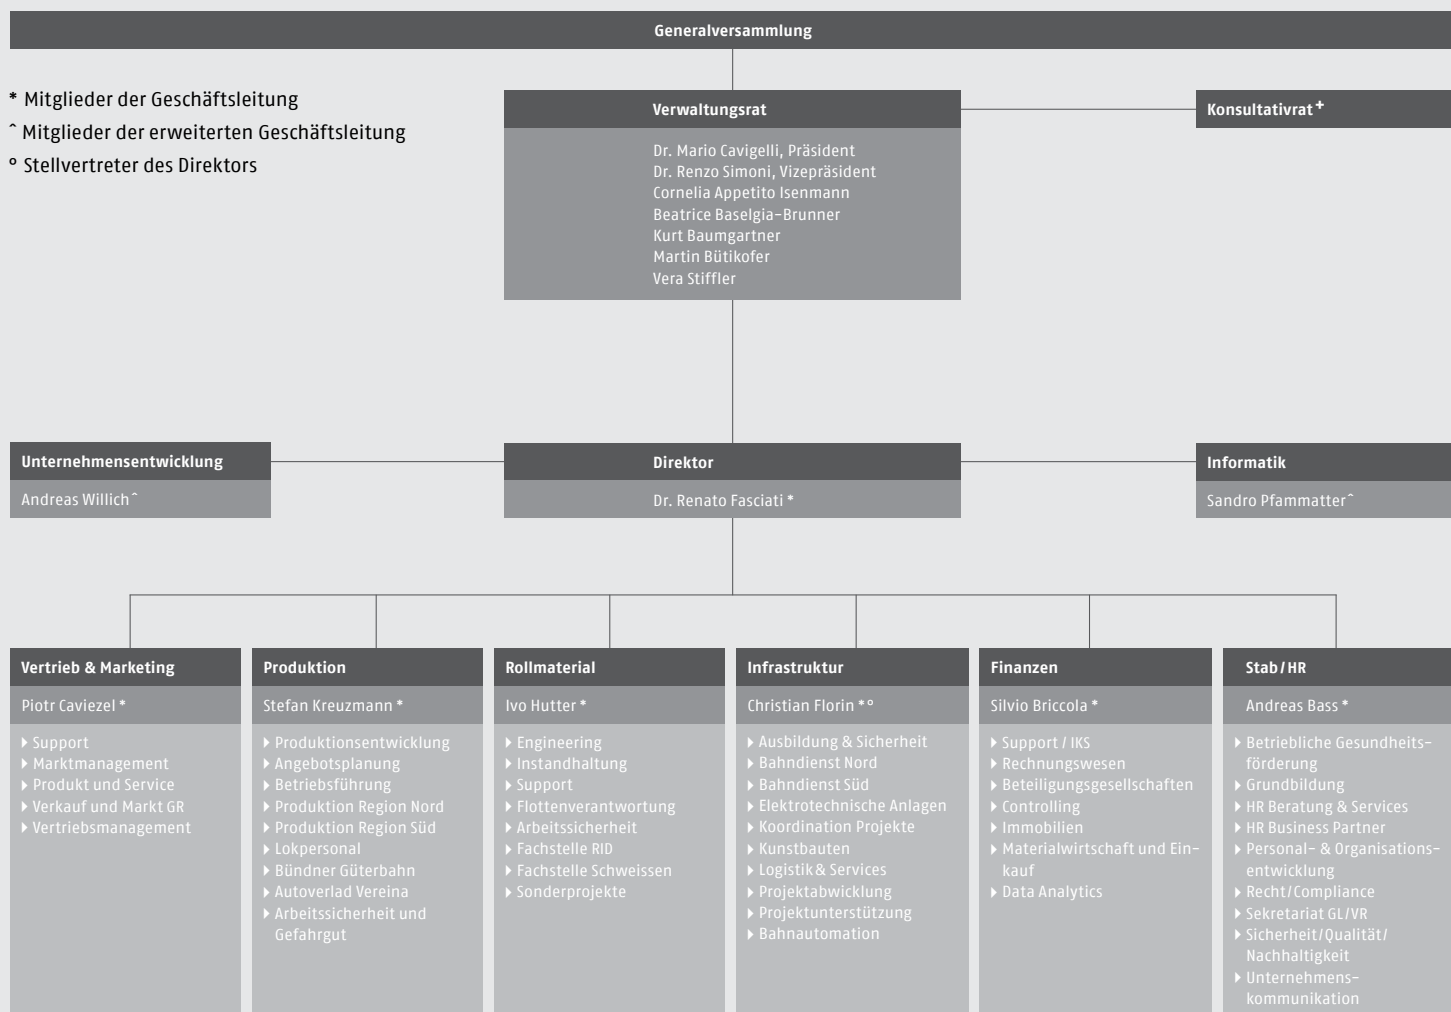 Generalversammlung
* Mitglieder der Geschäftsleitung
ˆ Mitglieder der erweiterten Geschäftsleitung
° Stellvertreter des Direktors
Verwaltungsrat
Dr. Mario Cavigelli, Präsident
Dr. Renzo Simoni, Vizepräsident
Cornelia Appetito Isenmann
Beatrice Baselgia-Brunner
Kurt Baumgartner
Martin Bütikofer
Vera Stiffler
Konsultativrat +
Unternehmensentwicklung
Andreas Willichˆ
Direktor
Dr. Renato Fasciati *
Informatik
Sandro Pfammatterˆ
Vertrieb & Marketing
Piotr Caviezel *
Support
Marktmanagement
Produkt und Service
Verkauf und Markt GR
Vertriebsmanagement
Produktion
Stefan Kreuzmann *
Produktionsentwicklung
Angebotsplanung
Betriebsführung
Produktion Region Nord
Produktion Region Süd
Lokpersonal
Bündner Güterbahn
Autoverlad Vereina
Arbeitssicherheit und
Gefahrgut
Rollmaterial
Ivo Hutter *
Engineering
Instandhaltung
Support
Flottenverantwortung
Arbeitssicherheit
Fachstelle RID
Fachstelle Schweissen
Sonderprojekte
Infrastruktur
Christian Florin *°
Ausbildung & Sicherheit
Bahndienst Nord
Bahndienst Süd
Elektrotechnische Anlagen
Koordination Projekte
Kunstbauten
Logistik & Services
Projektabwicklung
Projektunterstützung
Bahnautomation
Finanzen
Silvio Briccola *
Support / IKS
Rechnungswesen
Beteiligungsgesellschaften
Controlling
Immobilien
Materialwirtschaft und Ein-
kauf
Data Analytics
Stab / HR
Andreas Bass *
Betriebliche Gesundheits-
förderung
Grundbildung
HR Beratung & Services
HR Business Partner
Personal- & Organisations-
entwicklung
Recht/Compliance
Sekretariat GL/VR
Sicherheit/Qualität/
Nachhaltigkeit
Unternehmens-
kommunikation